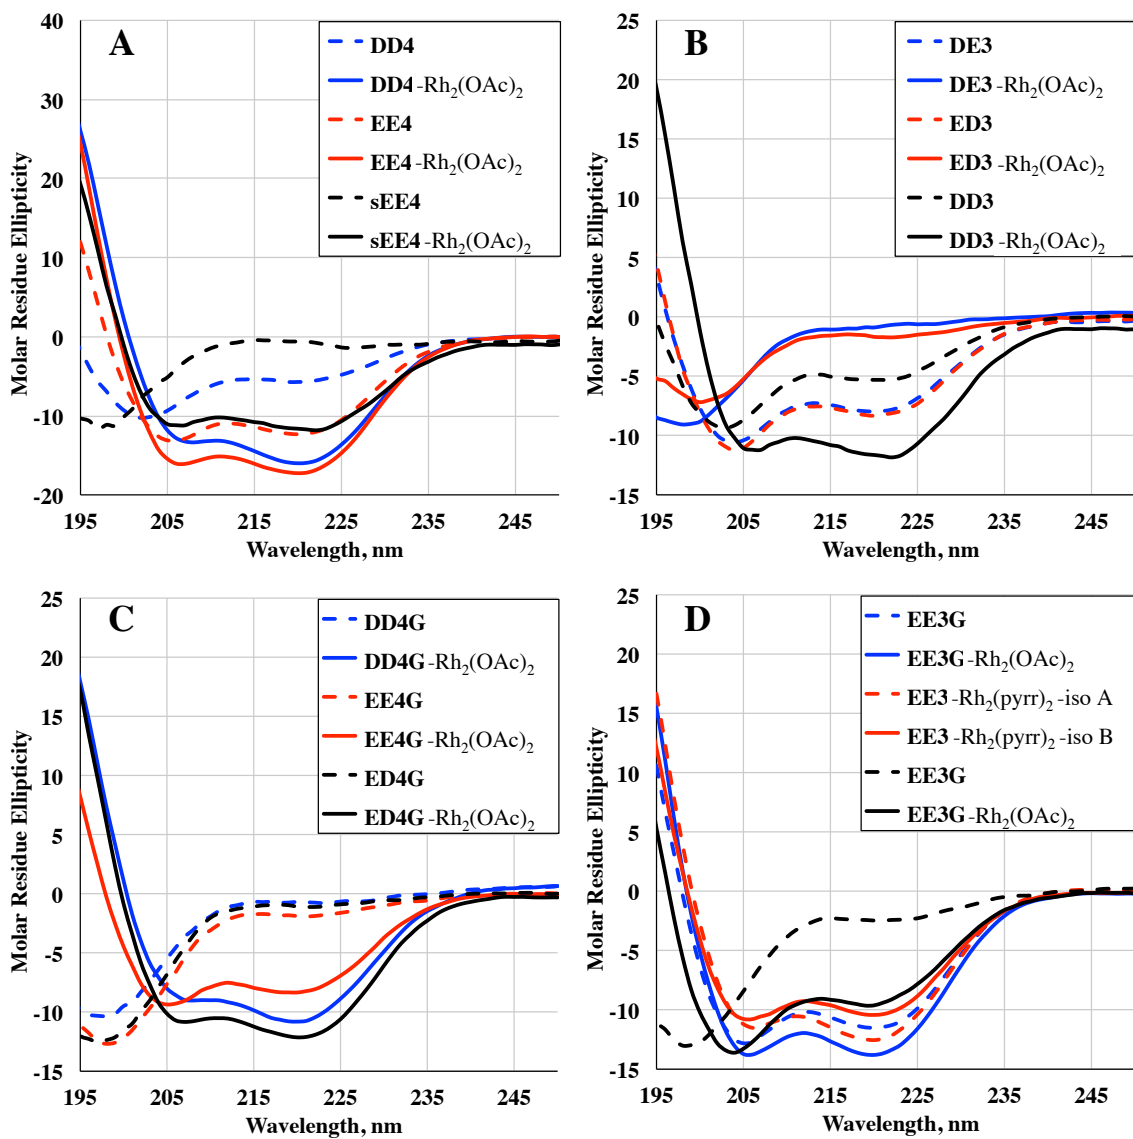 A
Molar Residue Ellipticity
40
30
20
10
0
-10
-20
195
205
215
225
235
245
Wavelength, nm
DD4
DD4-Rh₂(OAc)₂
EE4
EE4-Rh₂(OAc)₂
sEE4
sEE4-Rh₂(OAc)₂
B
Molar Residue Ellipticity
25
20
15
10
5
0
-5
-10
-15
195
205
215
225
235
245
Wavelength, nm
DE3
DE3-Rh₂(OAc)₂
ED3
ED3-Rh₂(OAc)₂
DD3
DD3-Rh₂(OAc)₂
C
Molar Residue Ellipticity
25
20
15
10
5
0
-5
-10
-15
195
205
215
225
235
245
Wavelength, nm
DD4G
DD4G-Rh₂(OAc)₂
EE4G
EE4G-Rh₂(OAc)₂
ED4G
ED4G-Rh₂(OAc)₂
D
Molar Residue Ellipticity
25
20
15
10
5
0
-5
-10
-15
195
205
215
225
235
245
Wavelength, nm
EE3G
EE3G-Rh₂(OAc)₂
EE3-Rh₂(pyrr)₂-iso A
EE3-Rh₂(pyrr)₂-iso B
EE3G
EE3G-Rh₂(OAc)₂